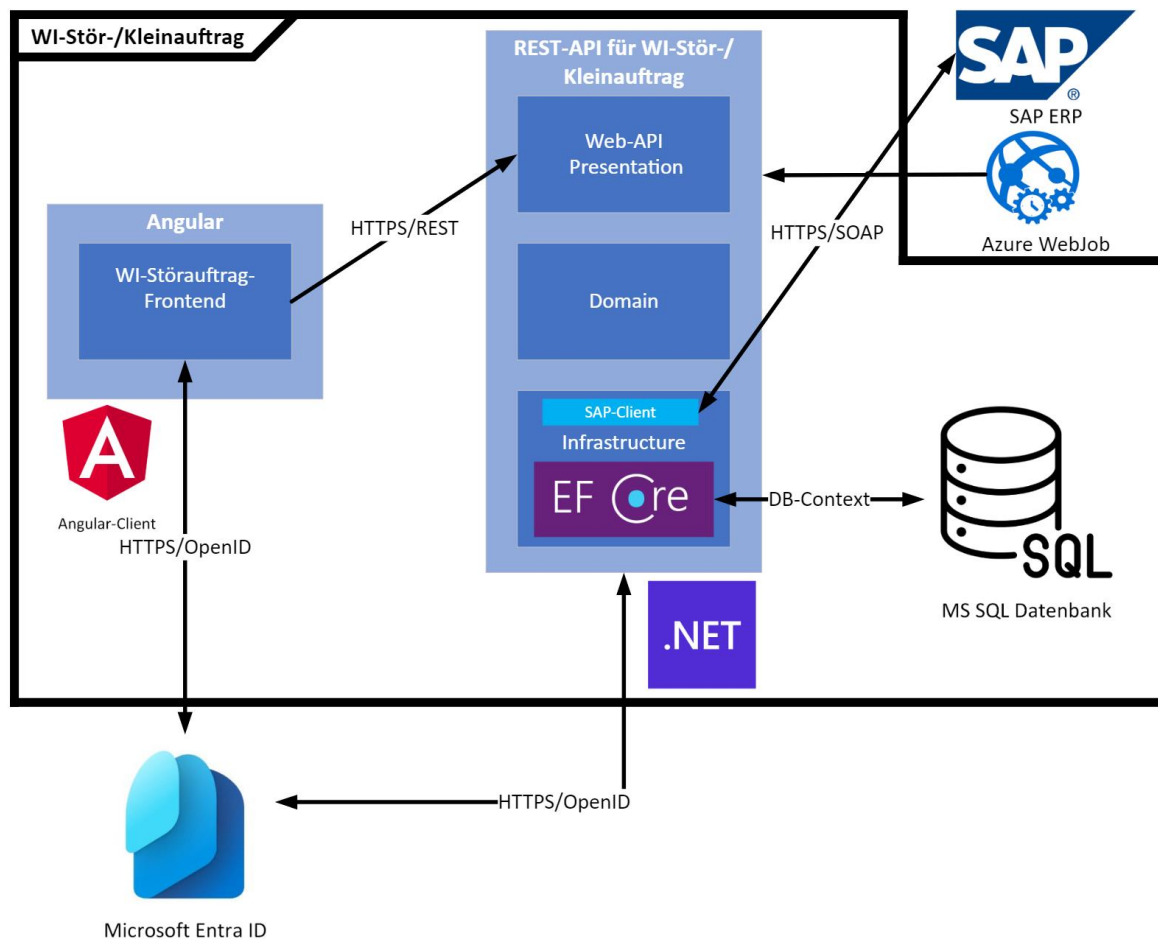 WI-Stör-/Kleinauftrag
REST-API für WI-Stör-/
Kleinauftrag
Web-API
Presentation
SAP
®
SAP ERP
Azure WebJob
HTTPS/REST
HTTPS/SOAP
Angular
WI-Störauftrag-
Frontend
Domain
A
Angular-Client
HTTPS/OpenID
SAP-Client
Infrastructure
EF Core
DB-Context
SQL
MS SQL Datenbank
.NET
HTTPS/OpenID
Microsoft Entra ID